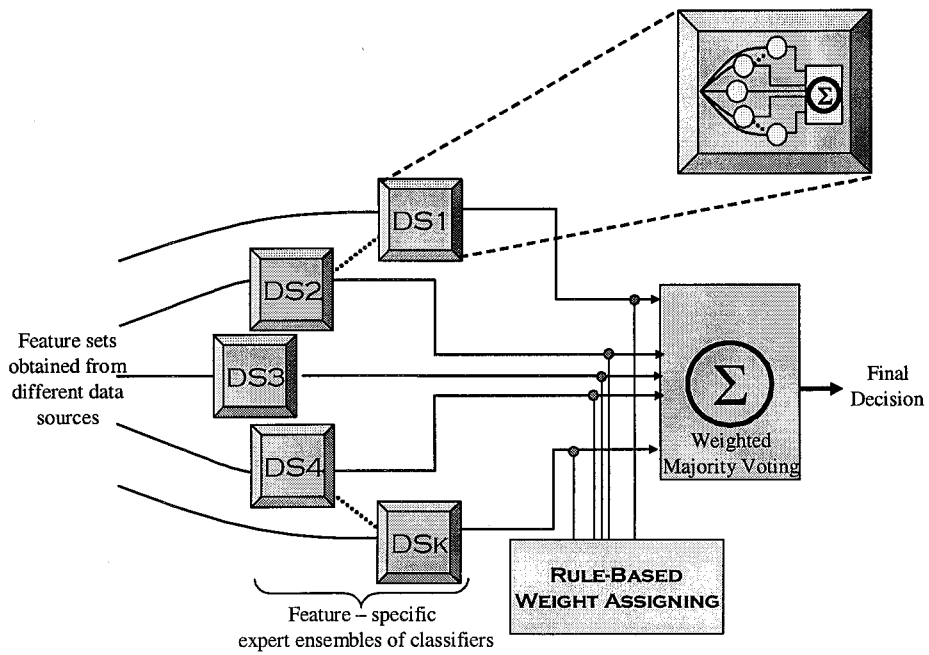 Σ
DS1
DS2
Feature sets
obtained from
different data
sources
DS3
Σ
Weighted
Majority Voting
Final
Decision
DS4
DSK
RULE-BASED
WEIGHT ASSIGNING
Feature – specific
expert ensembles of classifiers